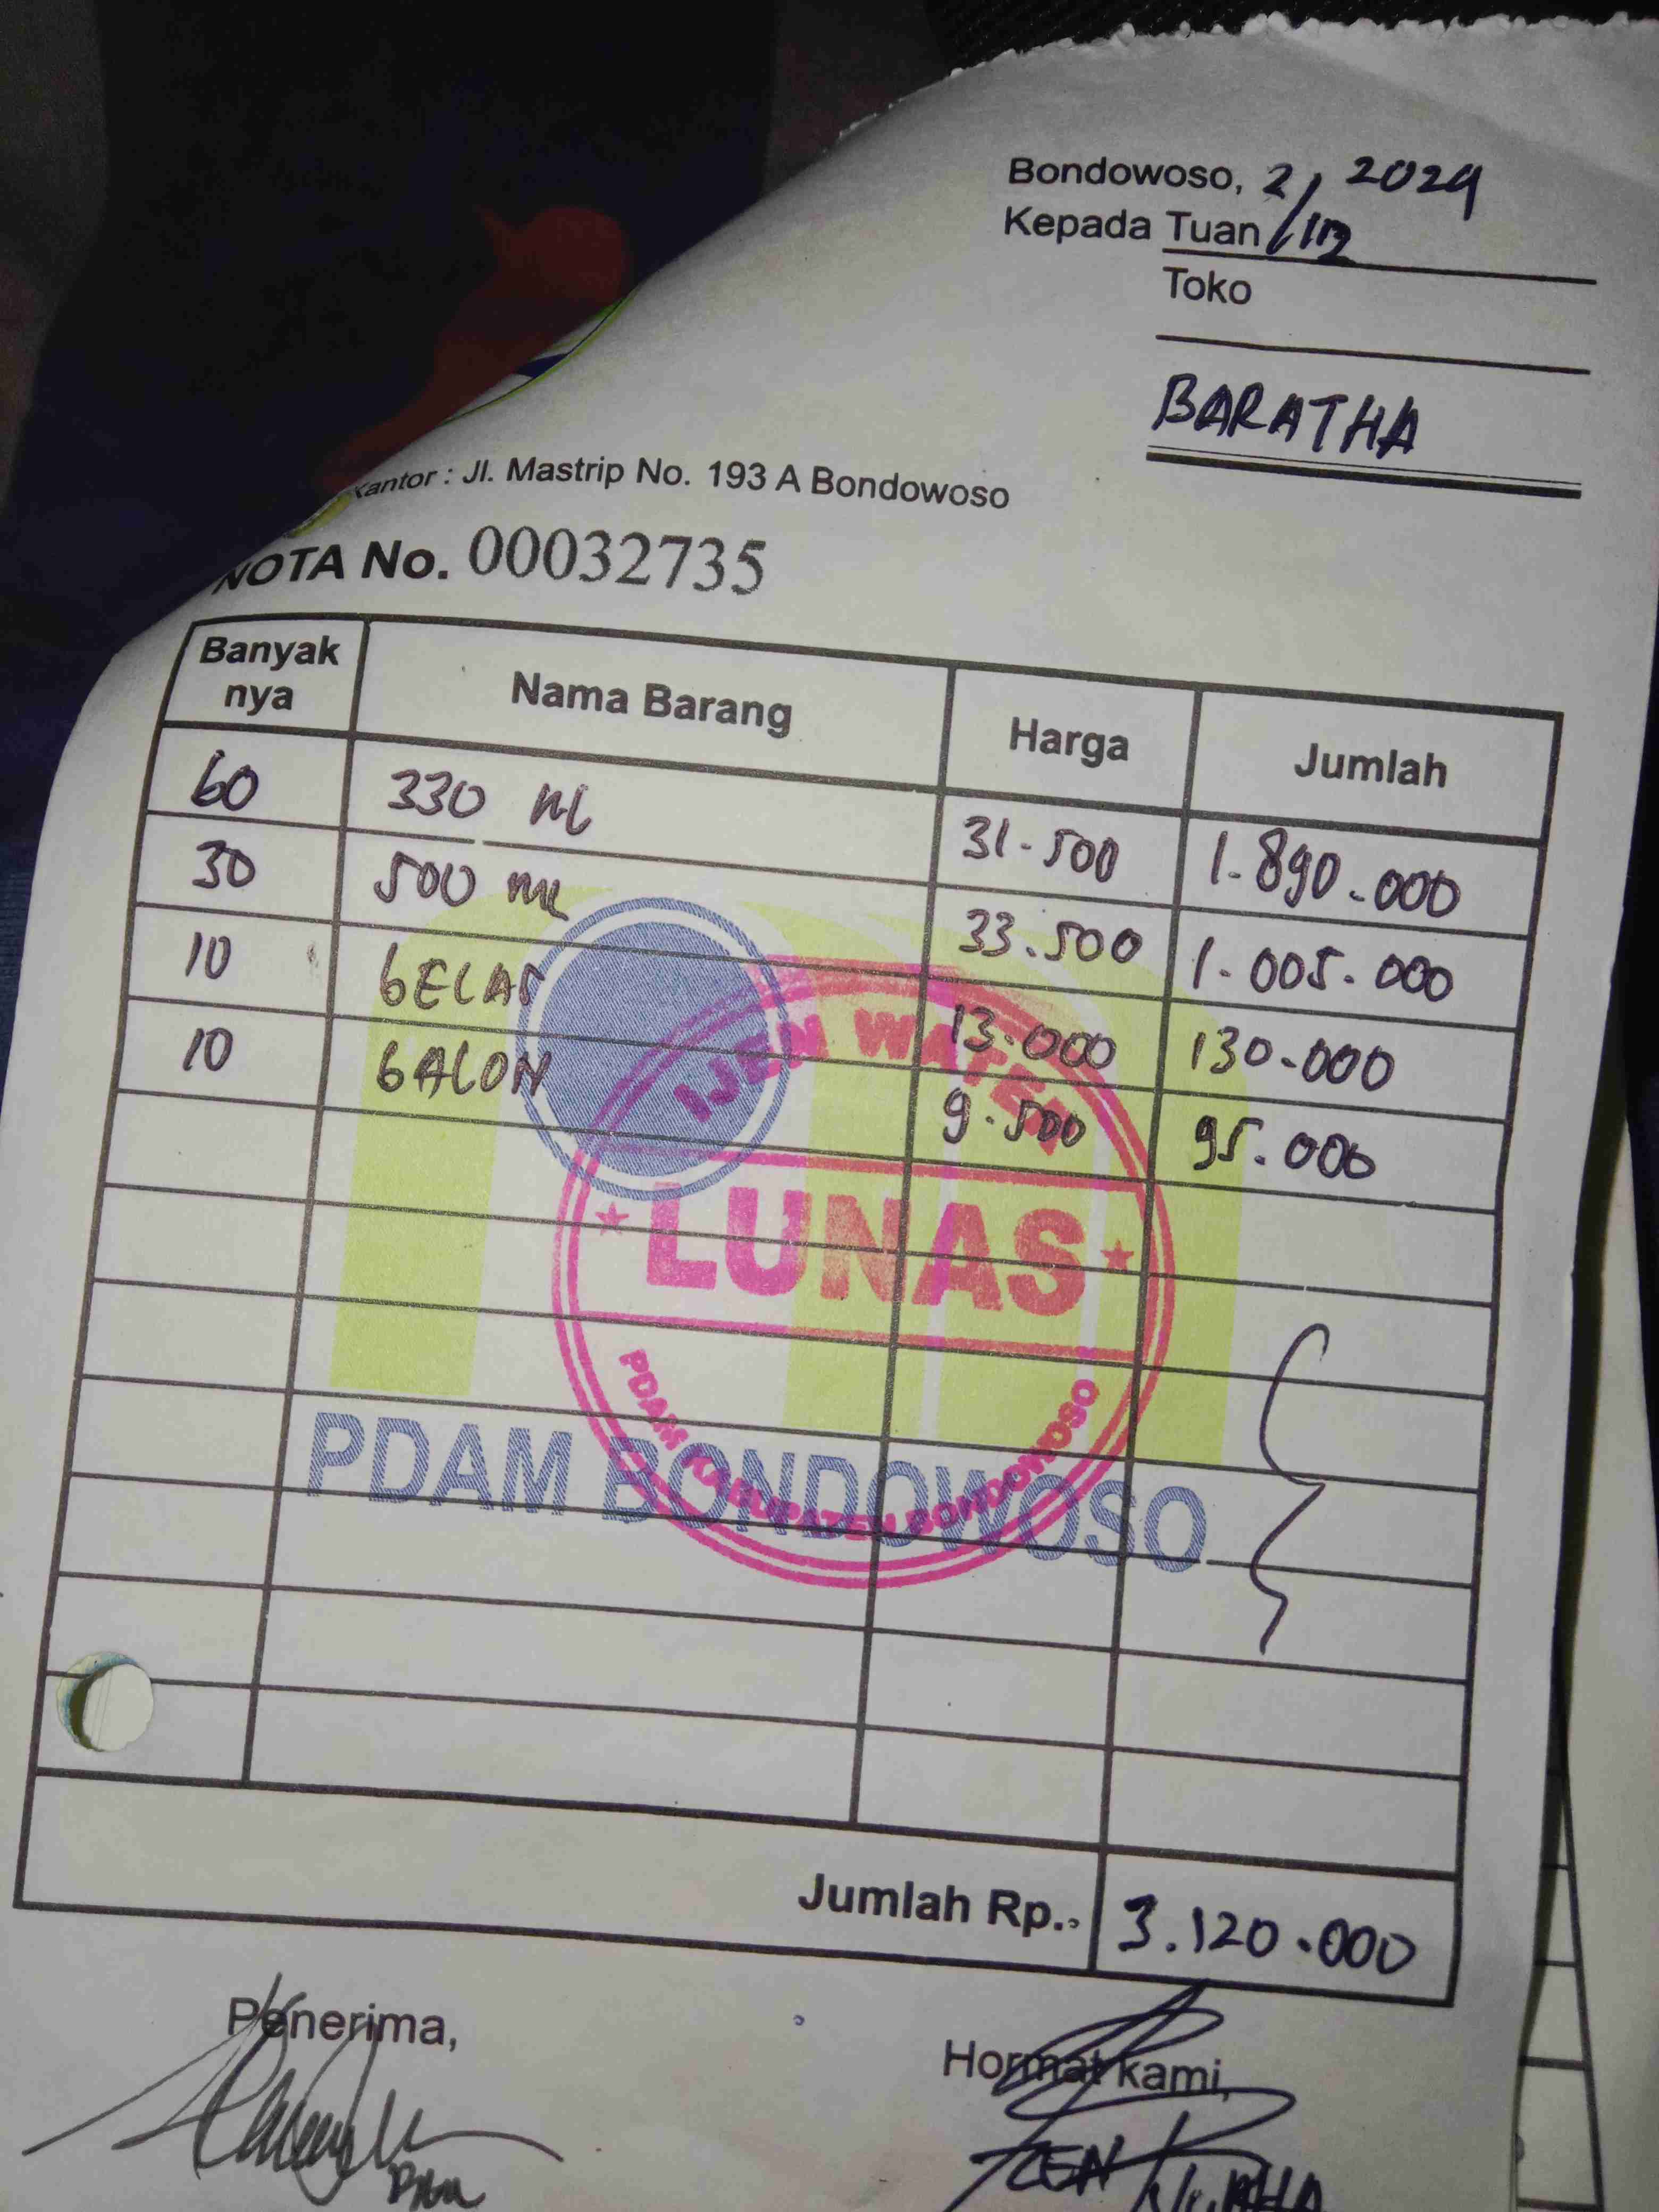 Bondowoso, 2/12 2024
Kepada Tuan
Toko
BARATHA
Kantor : Jl. Mastrip No. 193 A Bondowoso
NOTA No. 00032735
Banyak nya Nama Barang Harga Jumlah
60 330 ml 31.500 1.890.000
30 500 ml 33.500 1.005.000
10 GELAS 13.000 130.000
10 GALON 9.500 95.000
IJEN WATER
LUNAS
PDAM KABUPATEN BONDOWOSO
PDAM BONDOWOSO
Jumlah Rp. 3.120.000
Penerima,
Hormat kami,